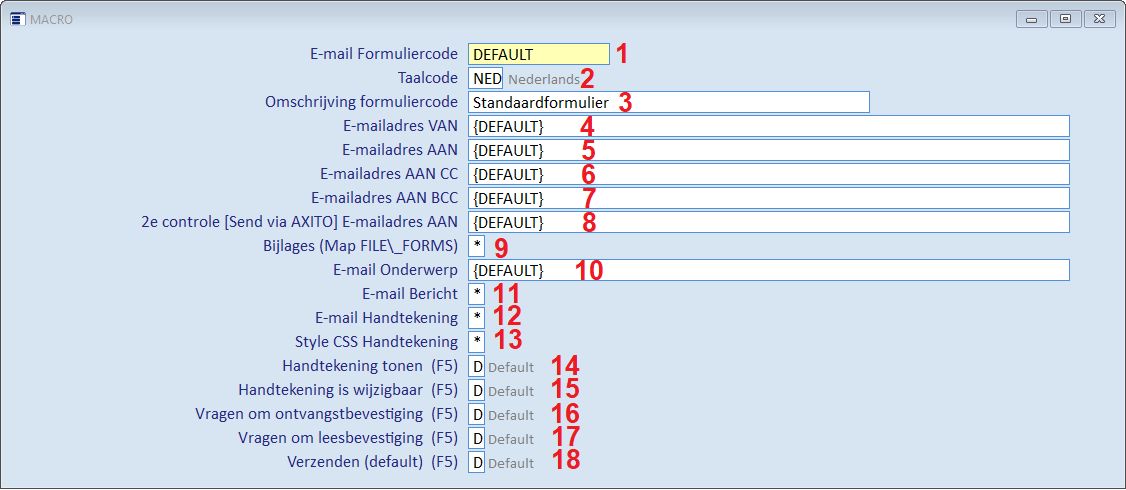 MACRO
E-mail Formuliercode DEFAULT 1
Taalcode NED Nederlands 2
Omschrijving formuliercode Standaardformulier 3
E-mailadres VAN {DEFAULT} 4
E-mailadres AAN {DEFAULT} 5
E-mailadres AAN CC {DEFAULT} 6
E-mailadres AAN BCC {DEFAULT} 7
2e controle [Send via AXITO] E-mailadres AAN {DEFAULT} 8
Bijlages (Map FILE\_FORMS) * 9
E-mail Onderwerp {DEFAULT} 10
E-mail Bericht * 11
E-mail Handtekening * 12
Style CSS Handtekening * 13
Handtekening tonen (F5) D Default 14
Handtekening is wijzigbaar (F5) D Default 15
Vragen om ontvangstbevestiging (F5) D Default 16
Vragen om leesbevestiging (F5) D Default 17
Verzenden (default) (F5) D Default 18